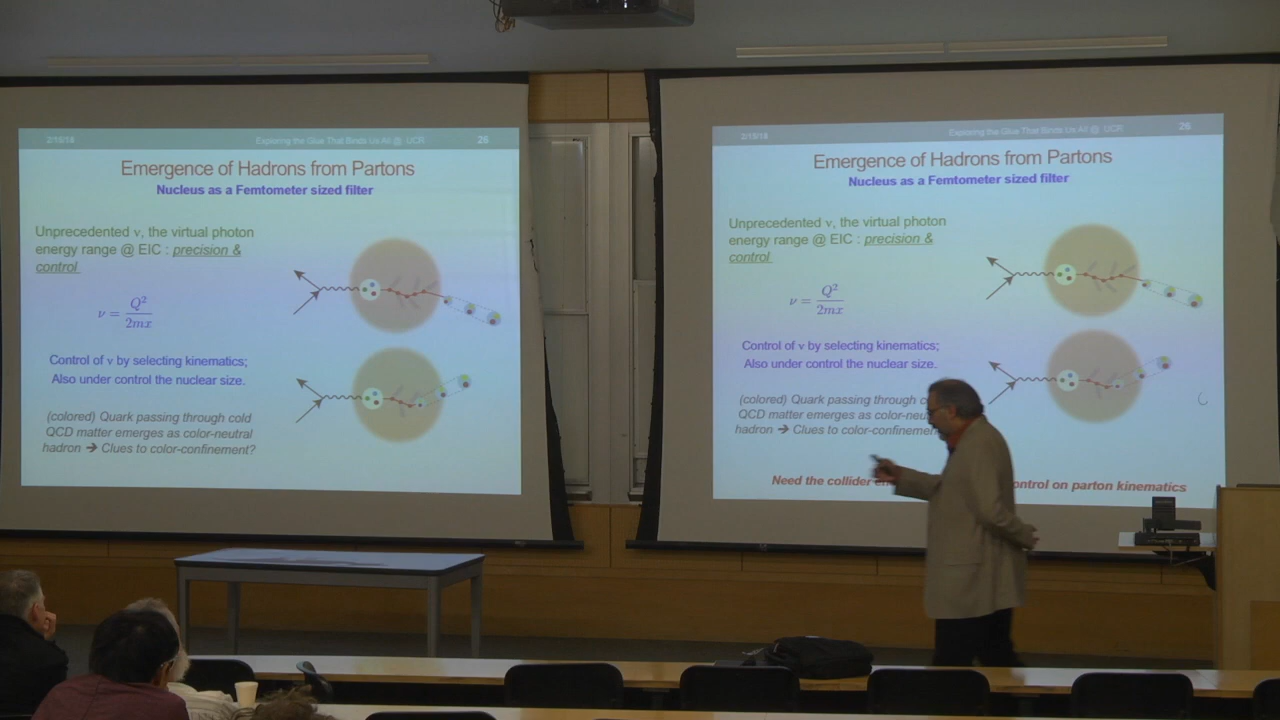 2/15/18 Exploring the Glue That Binds Us All @ UCR 26
Emergence of Hadrons from Partons
Nucleus as a Femtometer sized filter
Unprecedented ν, the virtual photon
energy range @ EIC : precision &
control
ν = Q²/2mx
Control of ν by selecting kinematics;
Also under control the nuclear size.
(colored) Quark passing through cold
QCD matter emerges as color-neutral
hadron ➔ Clues to color-confinement?
2/15/18 Exploring the Glue That Binds Us All @ UCR 26
Emergence of Hadrons from Partons
Nucleus as a Femtometer sized filter
Unprecedented ν, the virtual photon
energy range @ EIC : precision &
control
ν = Q²/2mx
Control of ν by selecting kinematics;
Also under control the nuclear size.
(colored) Quark passing through
QCD matter emerges as
hadron ➔ Clues to
Need the collider on parton kinematics